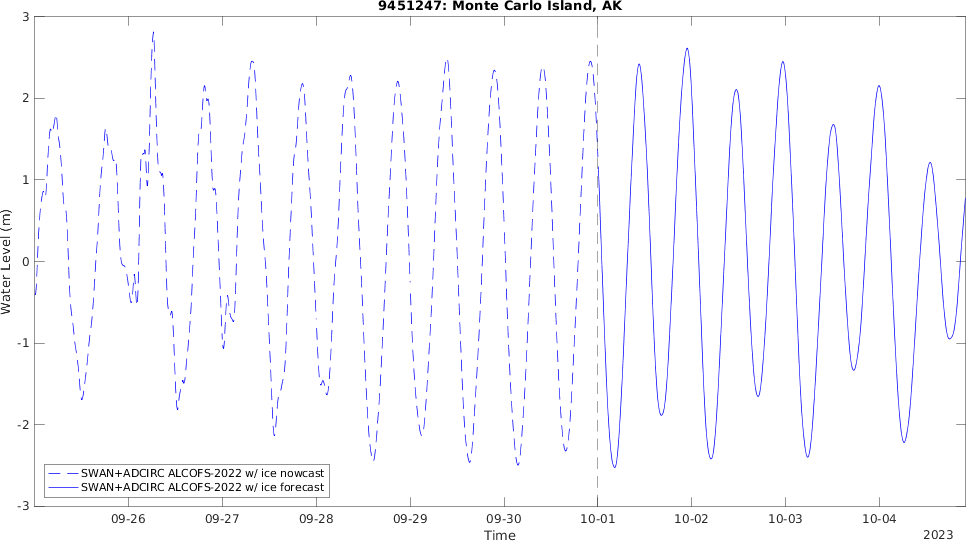 9451247: Monte Carlo Island, AK
3
2
1
0
-1
-2
-3
Water Level (m)
SWAN+ADCIRC ALCOFS-2022 w/ ice nowcast
SWAN+ADCIRC ALCOFS-2022 w/ ice forecast
09-26 09-27 09-28 09-29 09-30 10-01 10-02 10-03 10-04
Time
2023